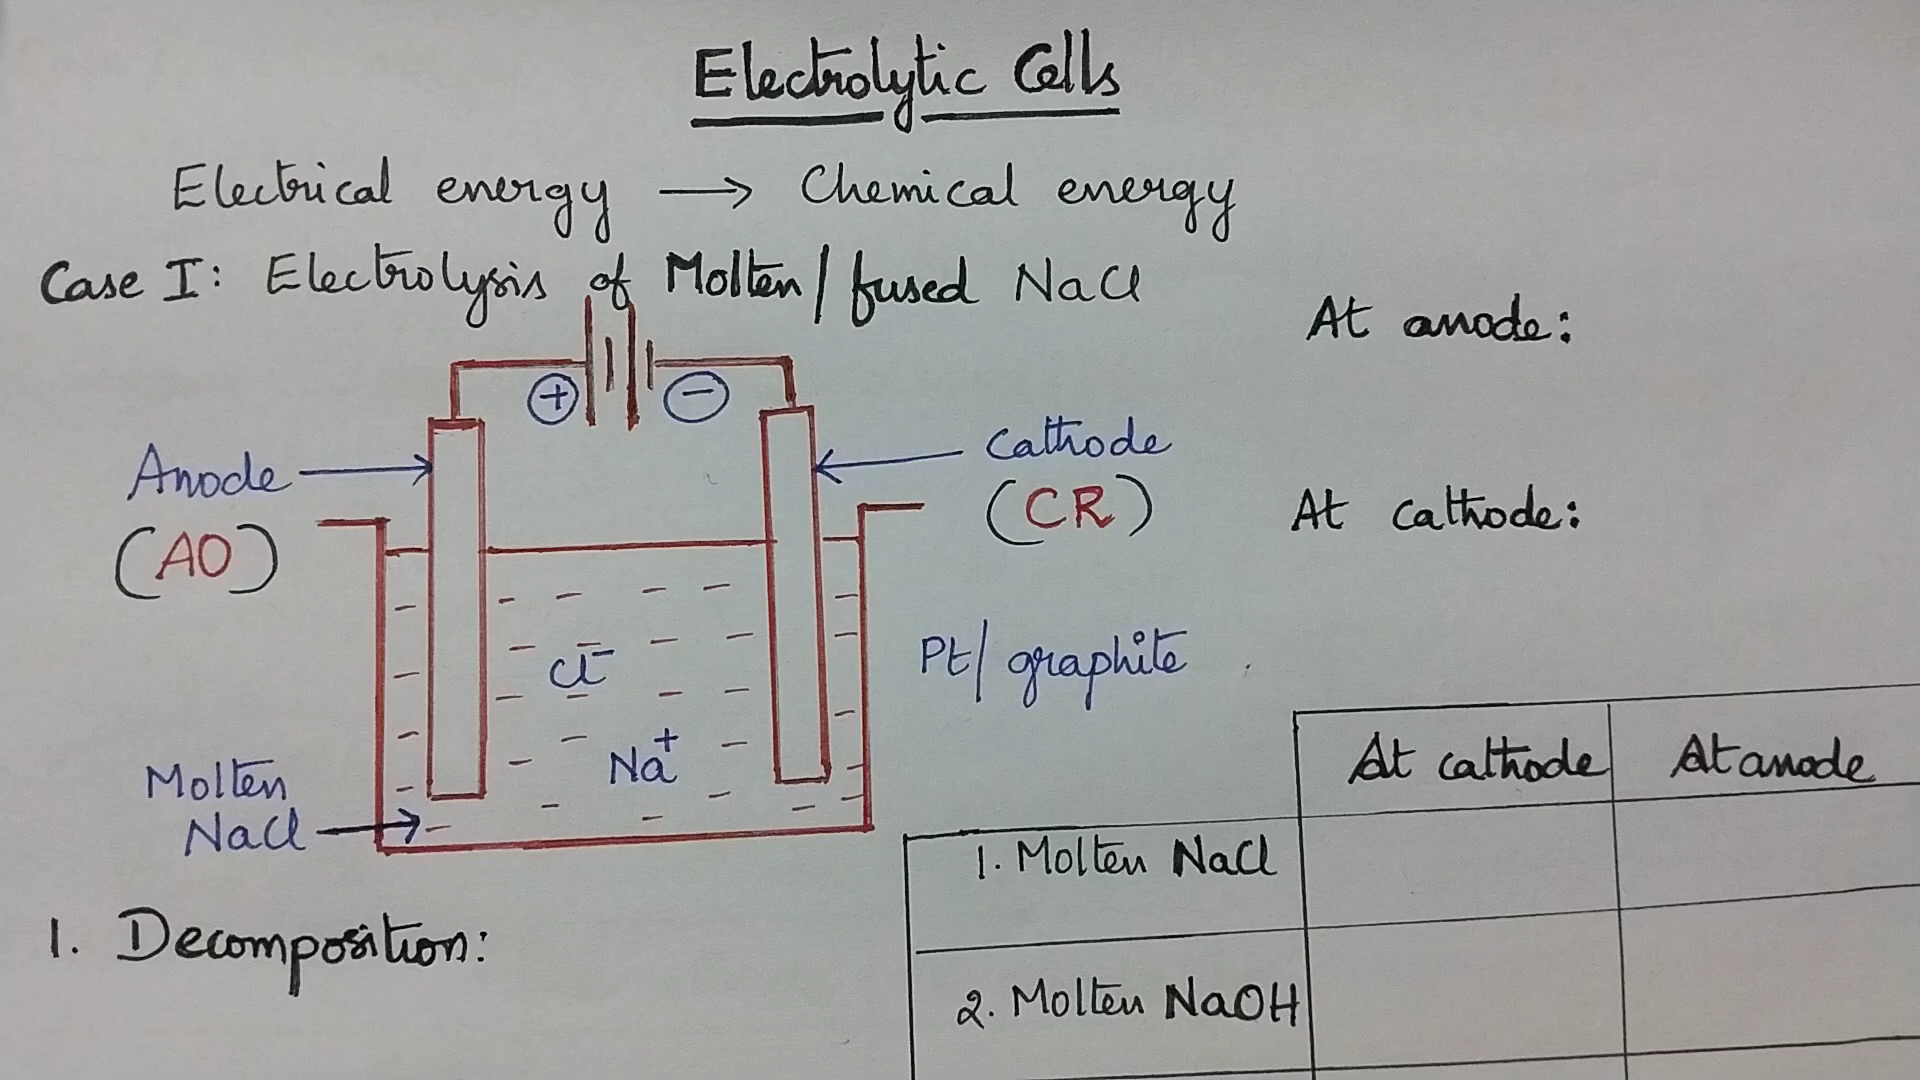 Electrolytic Cells
Electrical energy → Chemical energy
Case I: Electrolysis of Molten/fused NaCl
At anode:
+ −
Anode
(AO)
Cathode
(CR)
At cathode:
Cl⁻
Pt/graphite
Na⁺
Molten
NaCl
At cathode At anode
1. Molten NaCl
2. Molten NaOH
1. Decomposition: